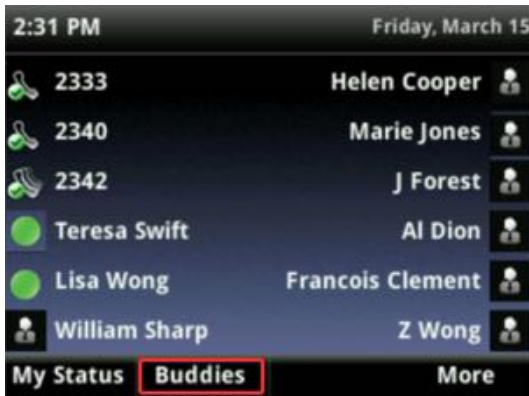 2:31 PM Friday, March 15
2333 Helen Cooper
2340 Marie Jones
2342 J Forest
Teresa Swift Al Dion
Lisa Wong Francois Clement
William Sharp Z Wong
My Status Buddies More